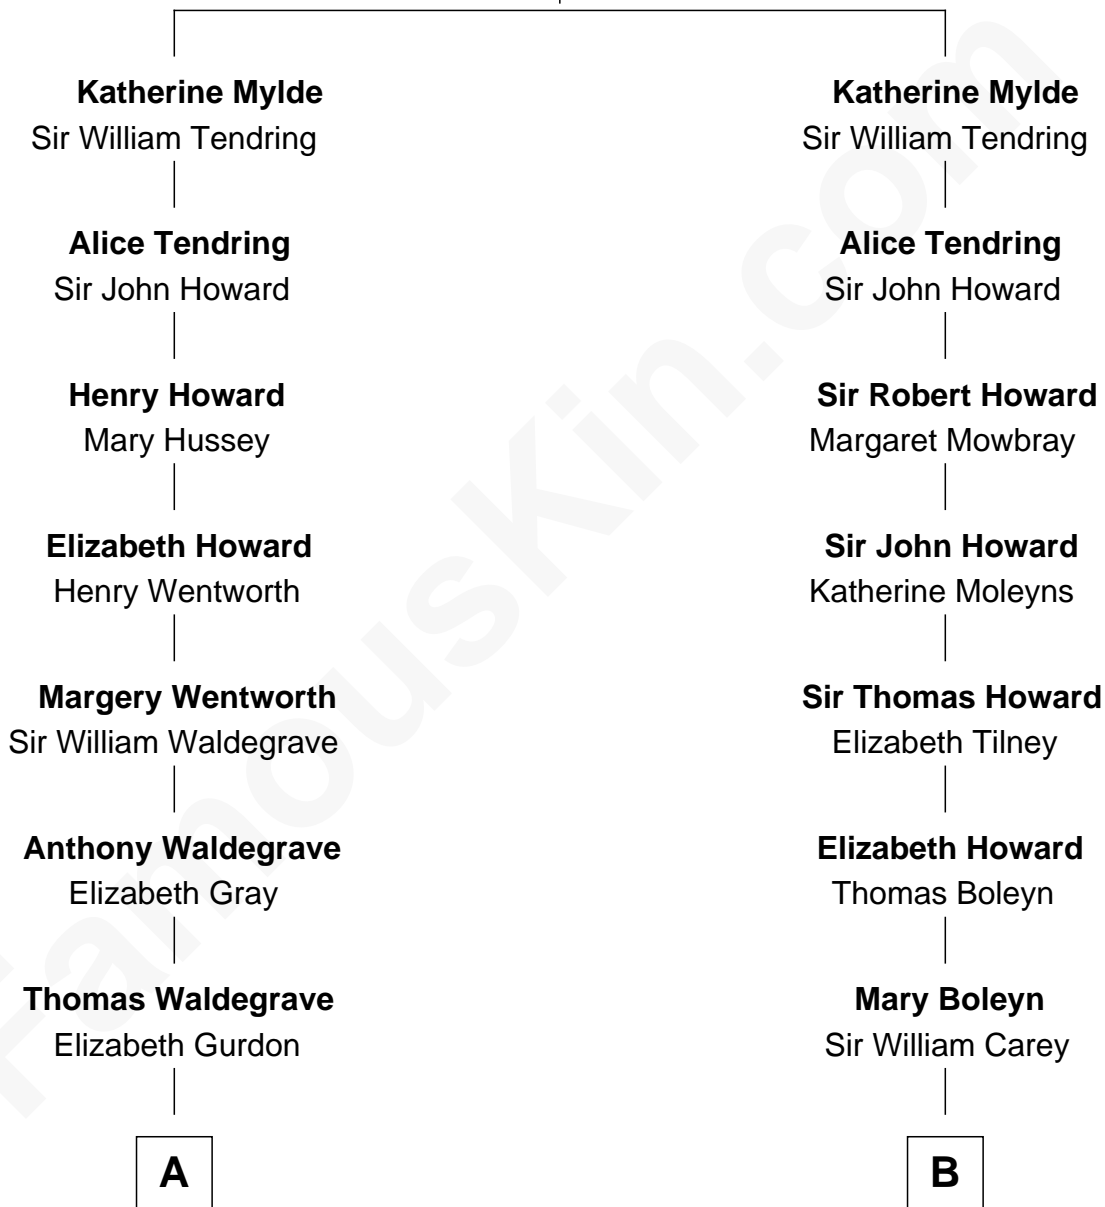 Katherine Mylde
Sir William Tendring
Alice Tendring
Sir John Howard
Henry Howard
Mary Hussey
Elizabeth Howard
Henry Wentworth
Margery Wentworth
Sir William Waldegrave
Anthony Waldegrave
Elizabeth Gray
Thomas Waldegrave
Elizabeth Gurdon
A
Katherine Mylde
Sir William Tendring
Alice Tendring
Sir John Howard
Sir Robert Howard
Margaret Mowbray
Sir John Howard
Katherine Moleyns
Sir Thomas Howard
Elizabeth Tilney
Elizabeth Howard
Thomas Boleyn
Mary Boleyn
Sir William Carey
B
FamousKin.com